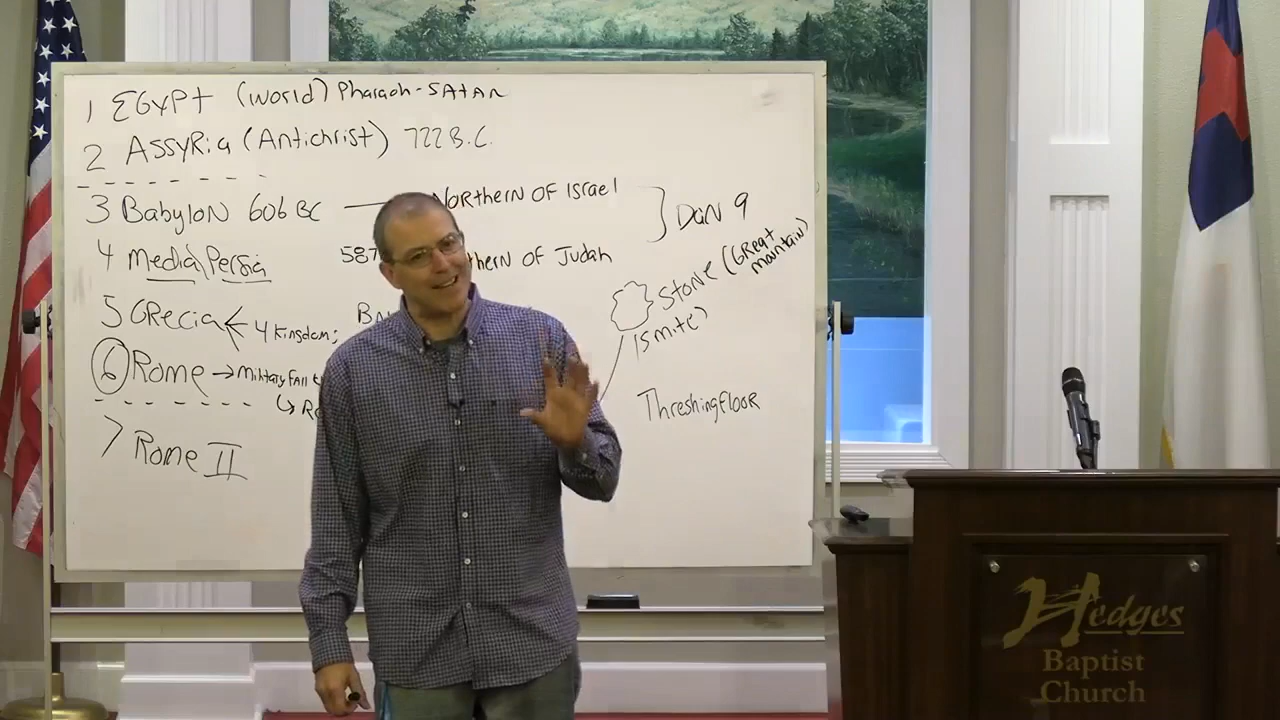 1 EGYPT (World) Pharaoh-SATAN
2 ASSYRia (Antichrist) 722 B.C.
3 Babylon 606 BC Northern OF Israel
4 Media\Persia 587 thern OF Judah
} Dan 9
5 GRecia 4 Kingdom;
Stone (Great mountain)
(Smite)
6 Rome → Military Fall
Threshingfloor
7 Rome II
Hedges
Baptist
Church